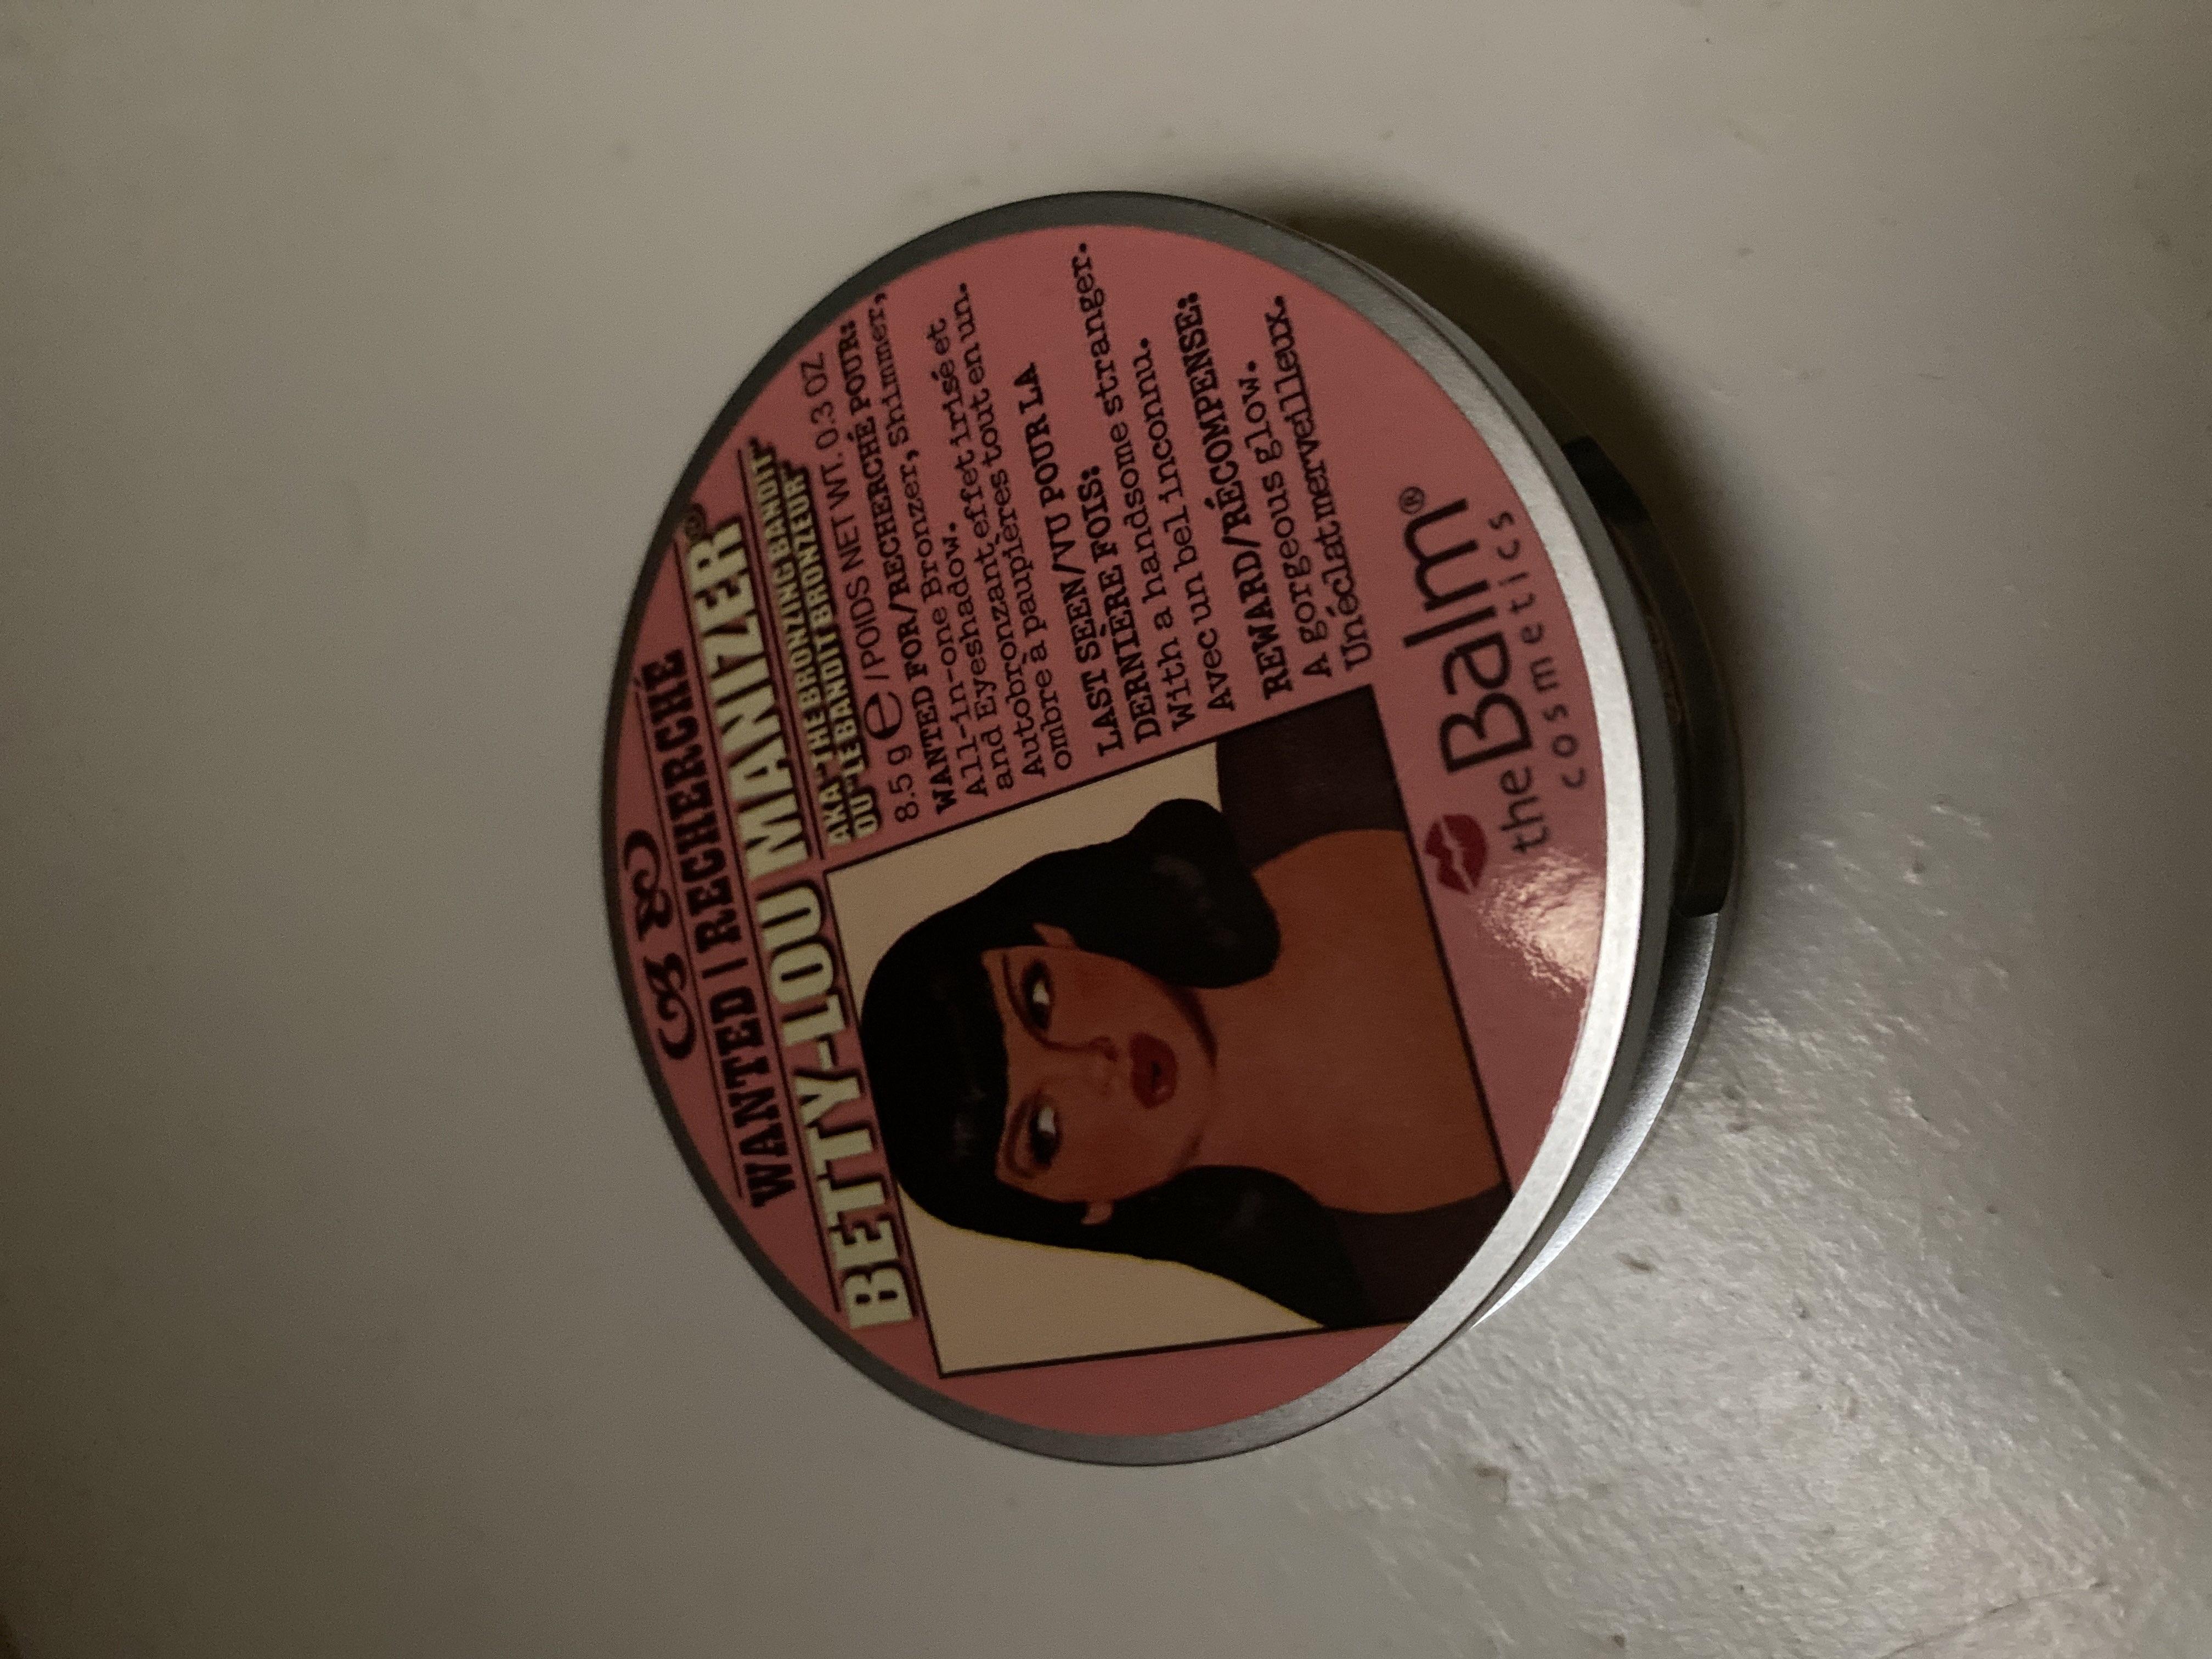 WANTED | RECHERCHÉ
BETTY-LOU MANIZER®
AKA "THE BRONZING BANDIT"
OU "LE BANDIT BRONZEUR"
8.5 g e / POIDS NET WT. 0.3 OZ
WANTED FOR/RECHERCHÉ POUR:
All-in-one Bronzer, Shimmer,
and Eyeshadow.
Autobronzant, effet irisé et
ombre à paupières tout en un.
LAST SEEN/VU POUR LA
DERNIÈRE FOIS:
With a handsome stranger.
Avec un bel inconnu.
REWARD/RÉCOMPENSE:
A gorgeous glow.
Un éclat merveilleux.
theBalm®
cosmetics